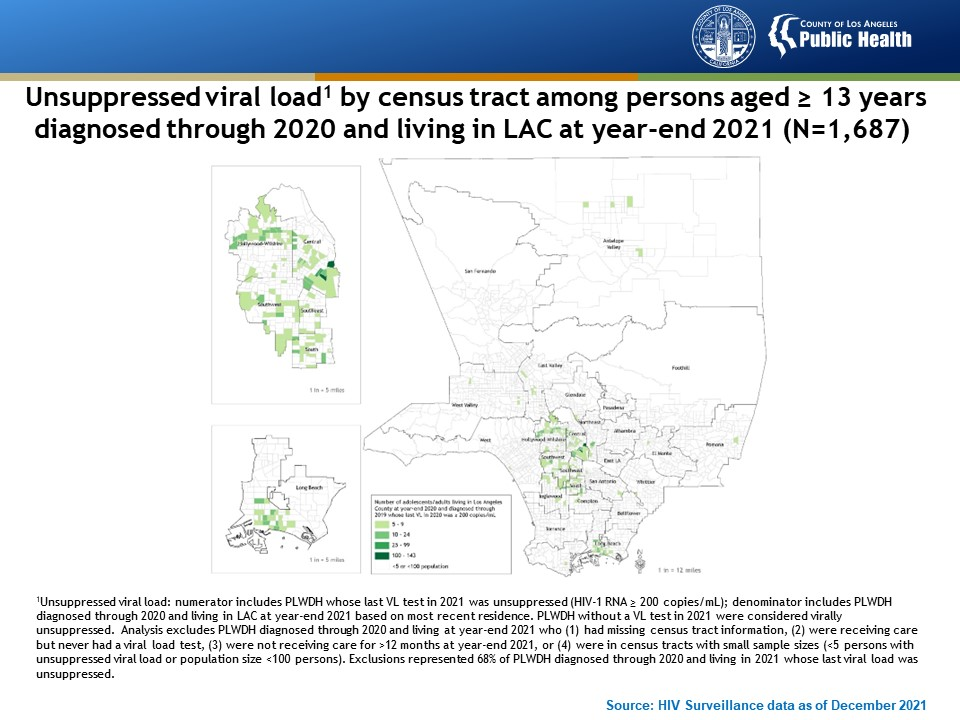 COUNTY OF LOS ANGELES
Public Health
Unsuppressed viral load1 by census tract among persons aged ≥ 13 years
diagnosed through 2020 and living in LAC at year-end 2021 (N=1,687)
Hollywood-Wilshire
Central
Southwest
Southeast
South
1 in = 5 miles
Long Beach
1 in = 5 miles
Antelope
Valley
San Fernando
East Valley
Foothill
West Valley
Glendale
Pasadena
Northeast
West
Hollywood-Wilshire
Central
Alhambra
Pomona
Southwest
East LA
El Monte
Southeast
South
San Antonio
Whittier
Inglewood
Compton
Bellflower
Torrance
Long Beach
1 in = 12 miles
Number of adolescents/adults living in Los Angeles
County at year-end 2020 and diagnosed through
2019 whose last VL in 2020 was ≥ 200 copies/mL
5 - 9
10 - 24
25 - 99
100 - 143
<5 or <100 population
1Unsuppressed viral load: numerator includes PLWDH whose last VL test in 2021 was unsuppressed (HIV-1 RNA ≥ 200 copies/mL); denominator includes PLWDH
diagnosed through 2020 and living in LAC at year-end 2021 based on most recent residence. PLWDH without a VL test in 2021 were considered virally
unsuppressed. Analysis excludes PLWDH diagnosed through 2020 and living at year-end 2021 who (1) had missing census tract information, (2) were receiving care
but never had a viral load test, (3) were not receiving care for >12 months at year-end 2021, or (4) were in census tracts with small sample sizes (<5 persons with
unsuppressed viral load or population size <100 persons). Exclusions represented 68% of PLWDH diagnosed through 2020 and living in 2021 whose last viral load was
unsuppressed.
Source: HIV Surveillance data as of December 2021